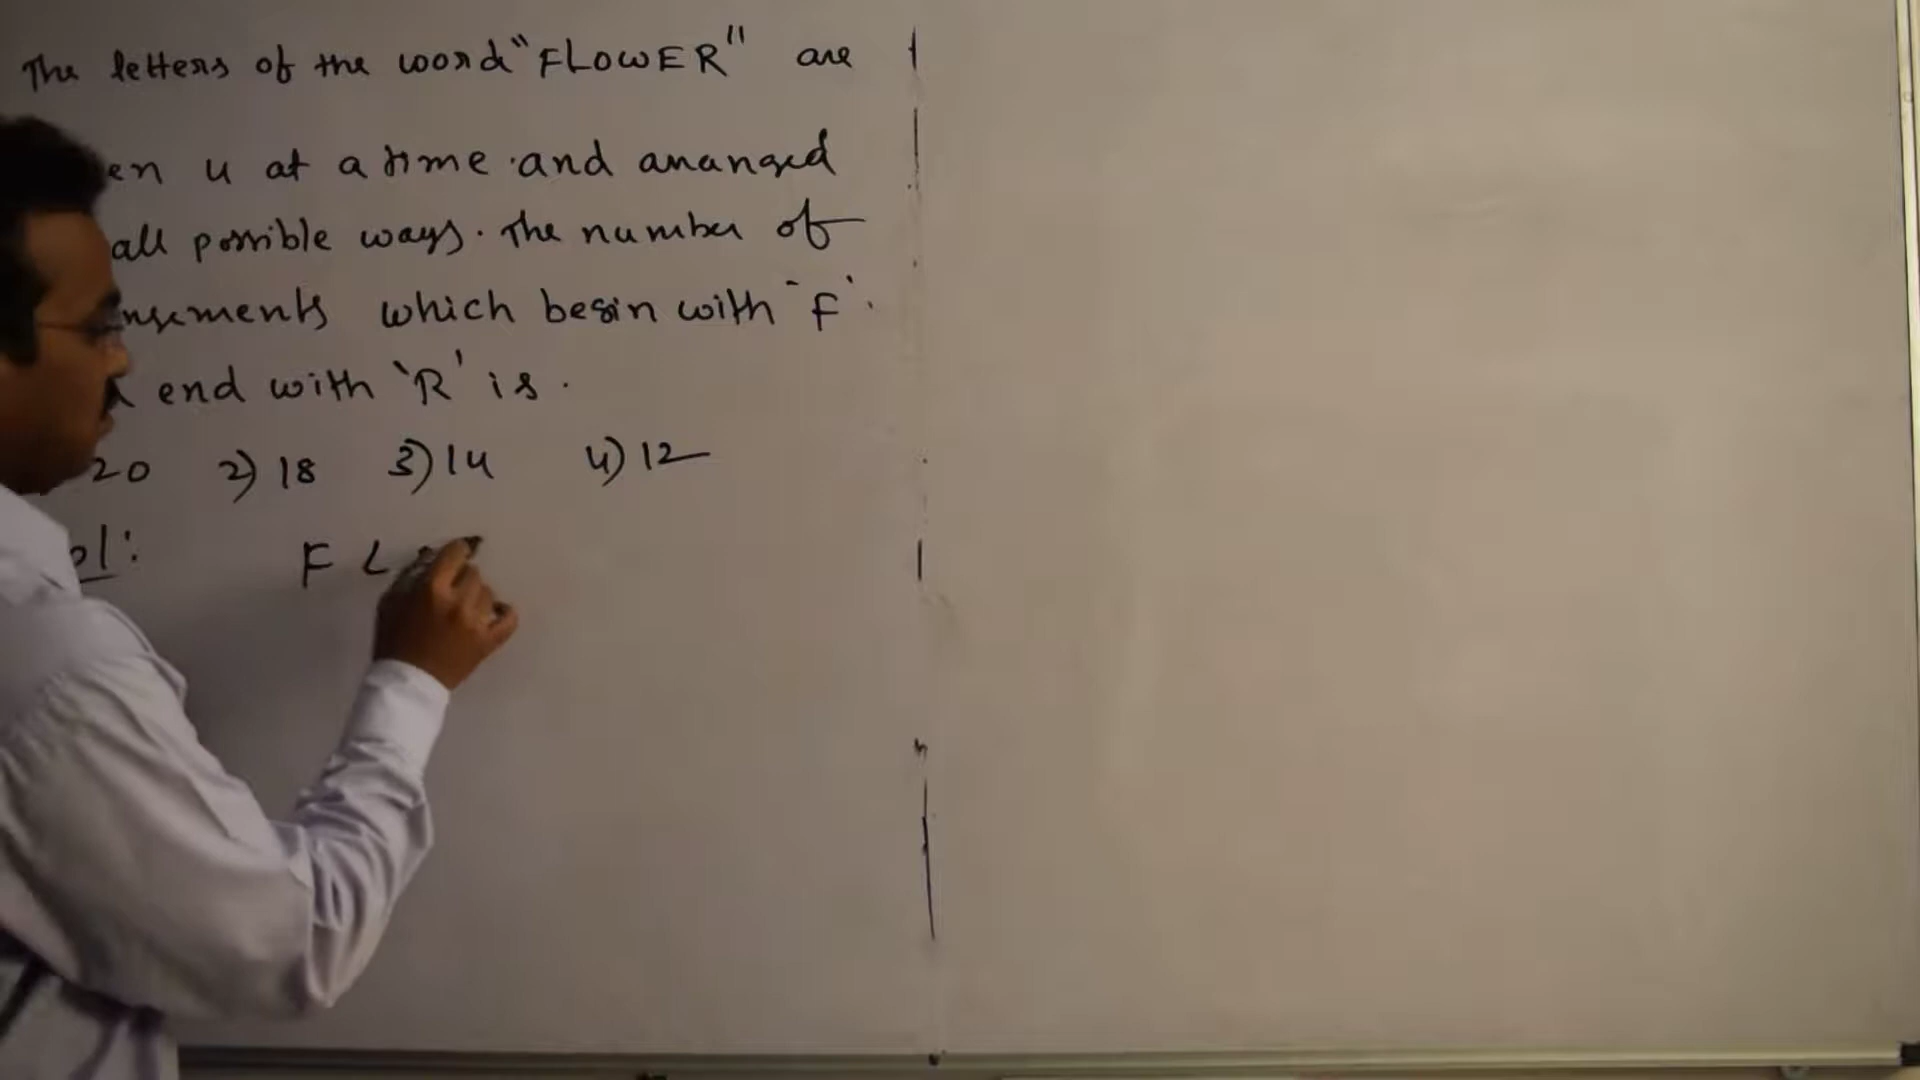 The letters of the word "FLOWER" are
en 4 at a time and arranged
all possible ways. The number of
ngements which begin with 'F'
end with 'R' is.
20 2) 18 3) 14 4) 12
ol:
F L